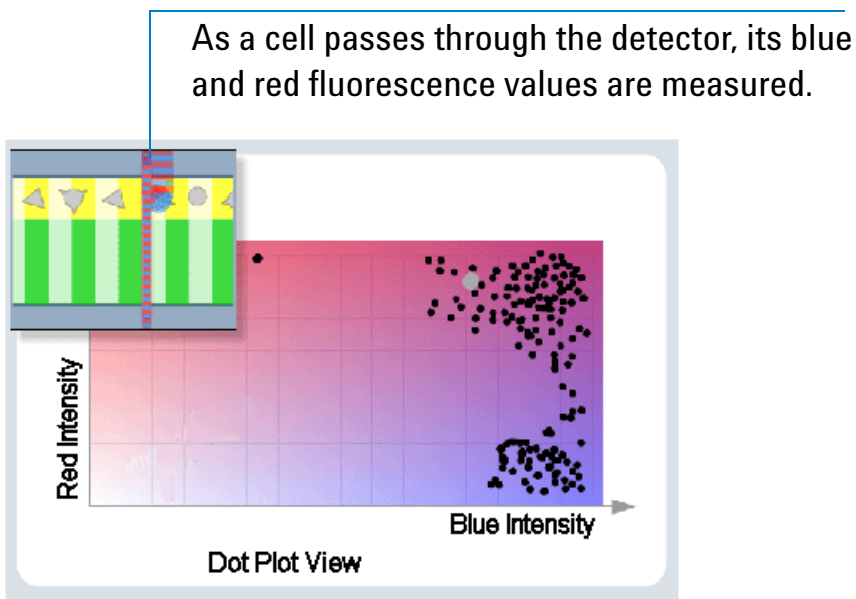 As a cell passes through the detector, its blue
and red fluorescence values are measured.
Red Intensity
Blue Intensity
Dot Plot View